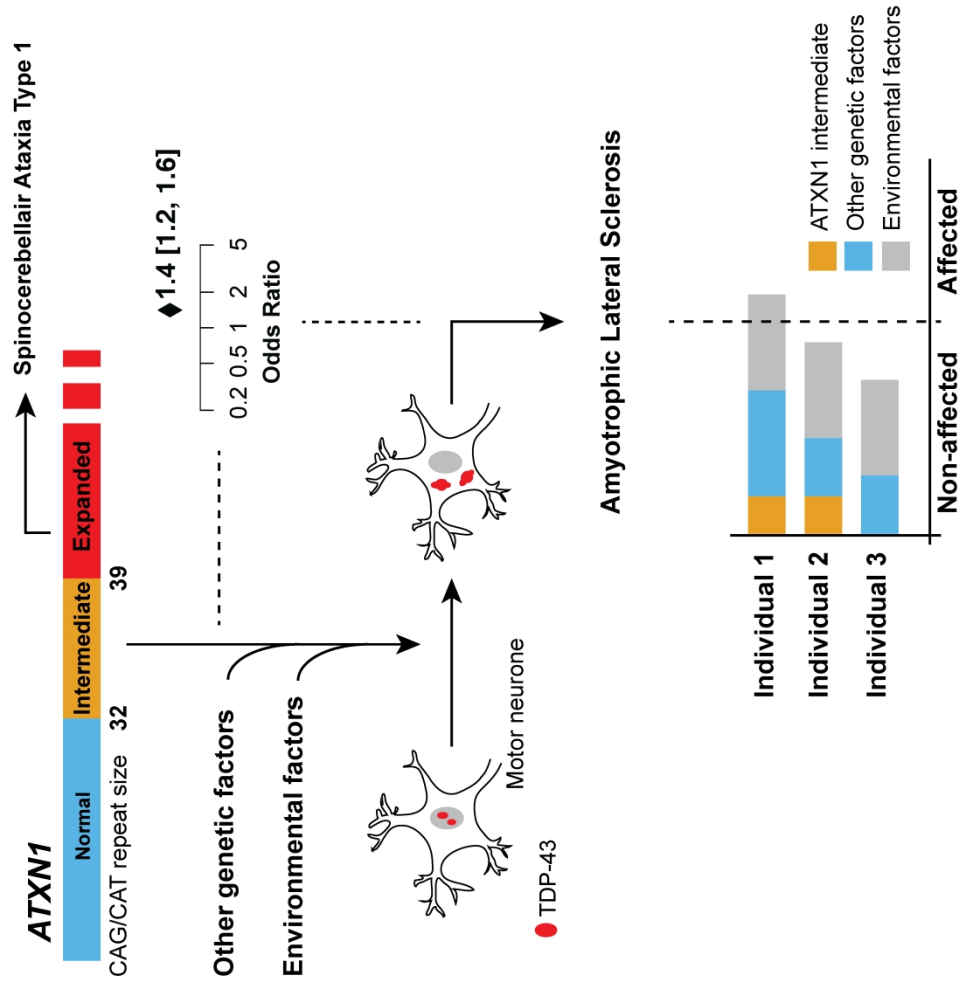 ATXN1
Spinocerebellair Ataxia Type 1
Normal
Intermediate
Expanded
CAG/CAT repeat size
32
39
Other genetic factors
Environmental factors
1.4 [1.2, 1.6]
0.2 0.5 1 2 5
Odds Ratio
Motor neurone
TDP-43
Amyotrophic Lateral Sclerosis
Individual 1
Individual 2
Individual 3
ATXN1 intermediate
Other genetic factors
Environmental factors
Non-affected
Affected